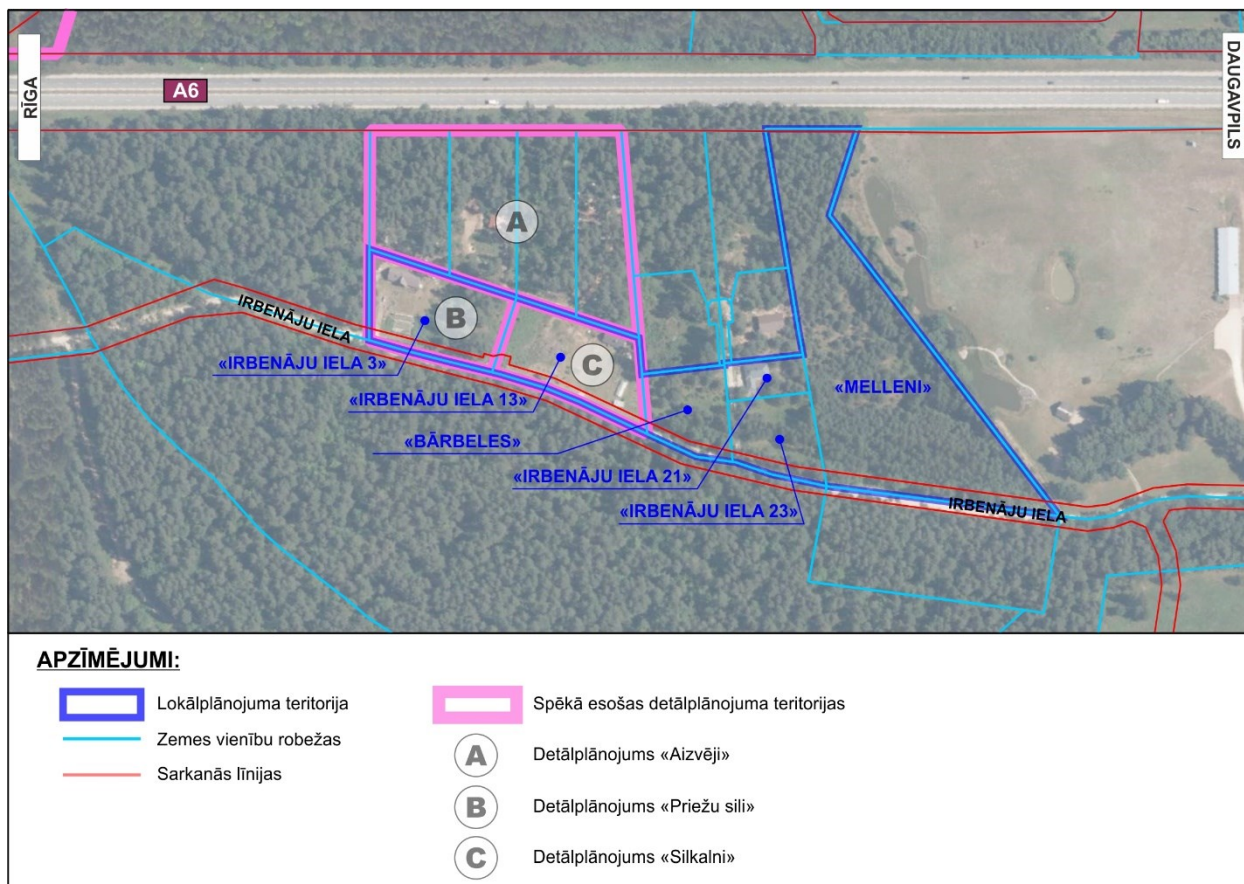 RĪGA
A6
DAUGAVPILS
A
IRBENĀJU IELA
B
«IRBENĀJU IELA 3»
C
«IRBENĀJU IELA 13»
«MELLENI»
«BĀRBELES»
«IRBENĀJU IELA 21»
«IRBENĀJU IELA 23»
IRBENĀJU IELA
APZĪMĒJUMI:
Lokālplānojuma teritorija
Zemes vienību robežas
Sarkanās līnijas
Spēkā esošas detālplānojuma teritorijas
A Detālplānojums «Aizvēji»
B Detālplānojums «Priežu sili»
C Detālplānojums «Silkalni»